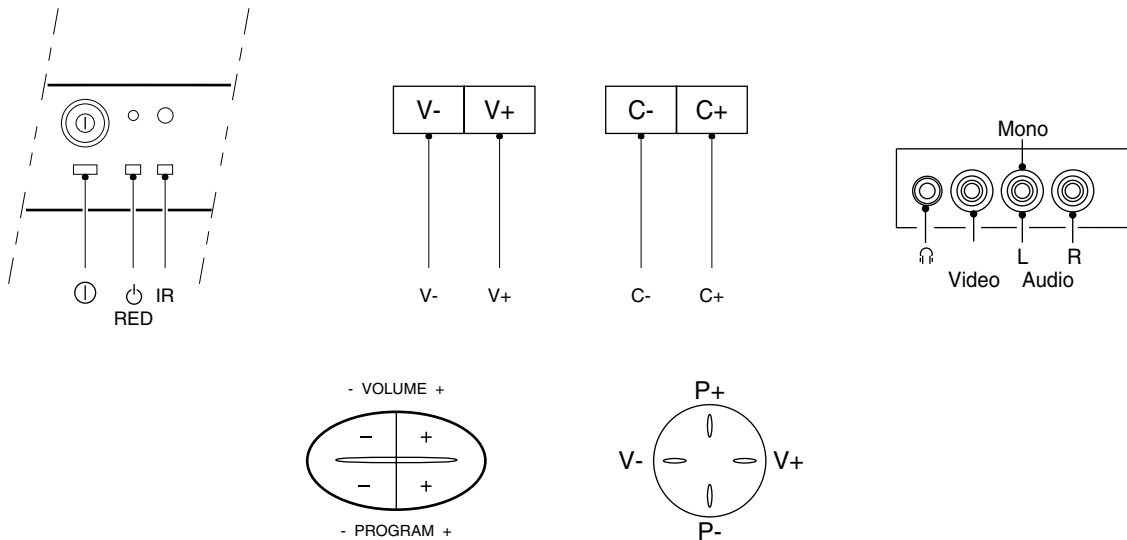 V- V+
C- C+
Mono
IR
RED
V- V+
C- C+
L R
Video Audio
- VOLUME +
− +
− +
- PROGRAM +
P+
V- V+
P-